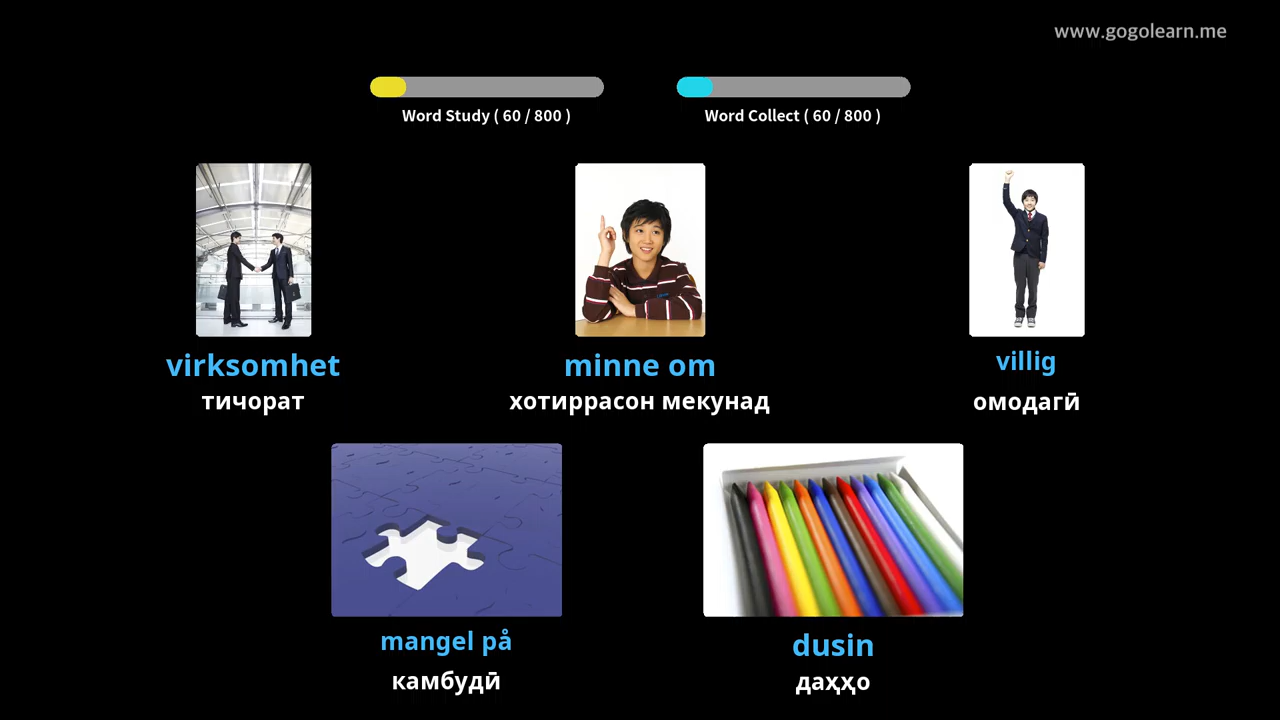 www.gogolearn.me
Word Study ( 60 / 800 )
Word Collect ( 60 / 800 )
virksomhet
тичорат
minne om
хотиррасон мекунад
villig
омодагӣ
mangel på
камбудӣ
dusin
даҳҳо